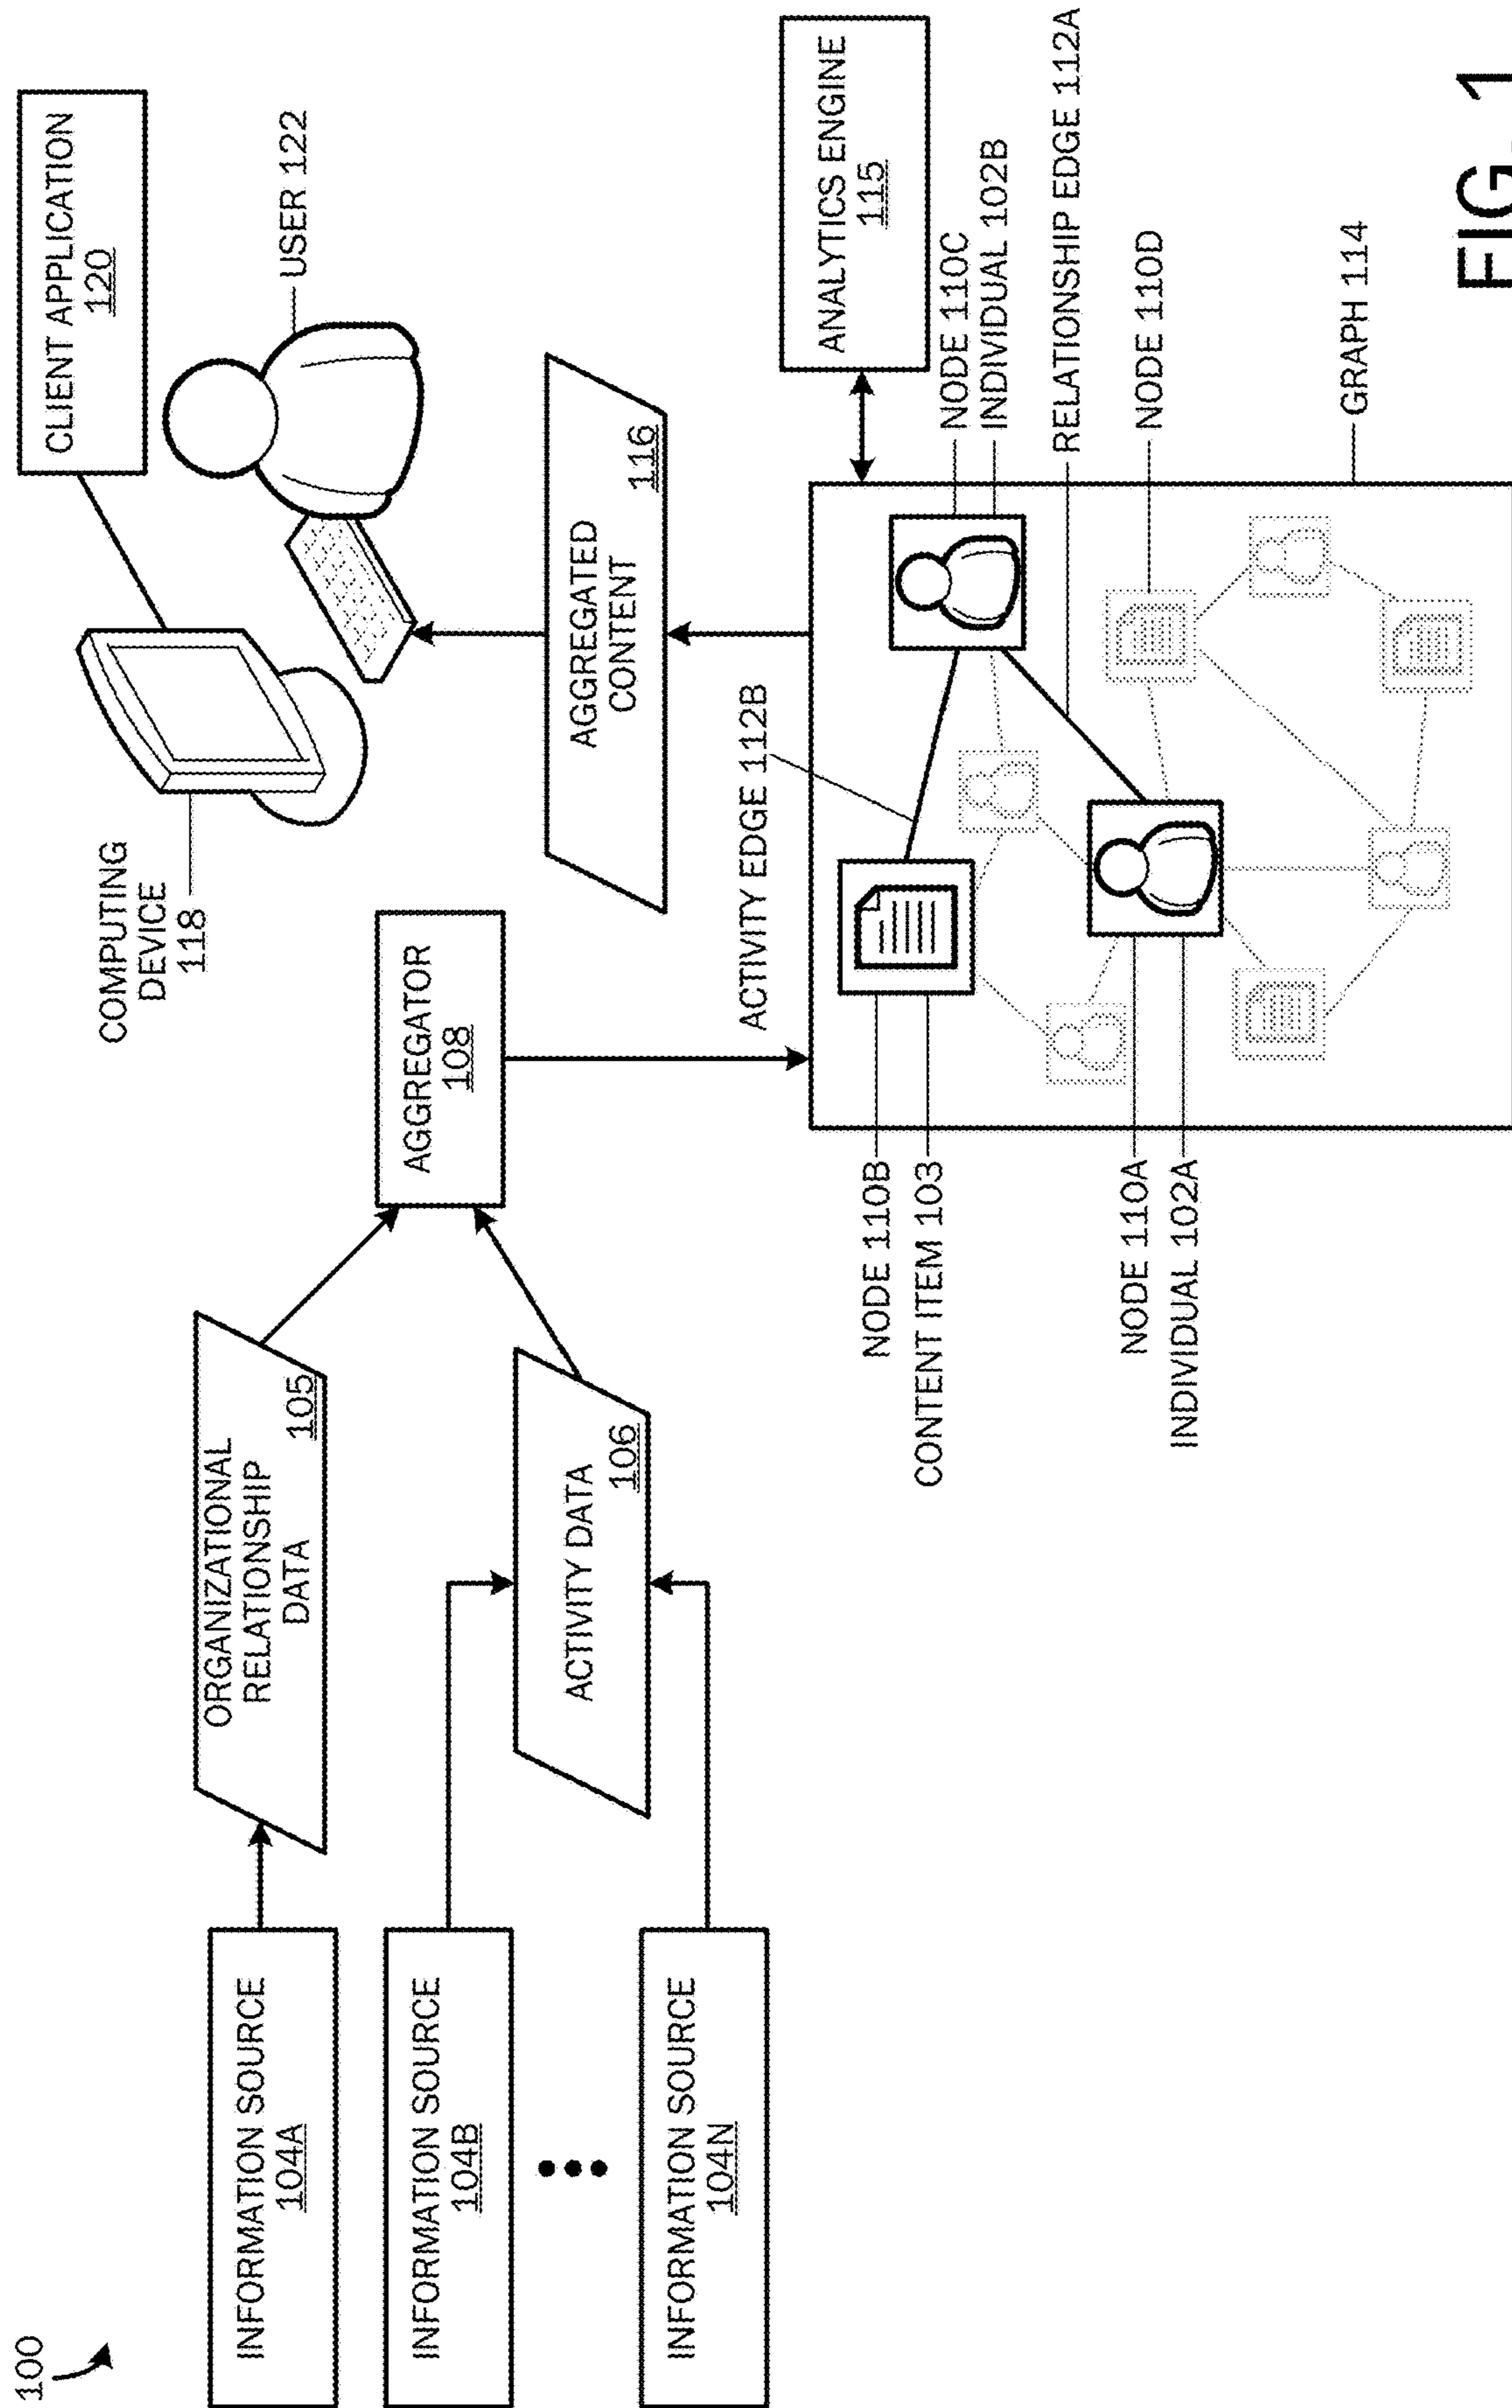 100
INFORMATION SOURCE
104A
INFORMATION SOURCE
104B
INFORMATION SOURCE
104N
ORGANIZATIONAL
RELATIONSHIP
DATA
105
ACTIVITY DATA
106
AGGREGATOR
108
COMPUTING
DEVICE
118
CLIENT APPLICATION
120
USER 122
AGGREGATED
CONTENT
116
ANALYTICS ENGINE
115
ACTIVITY EDGE 112B
NODE 110B
CONTENT ITEM 103
NODE 110A
INDIVIDUAL 102A
NODE 110C
INDIVIDUAL 102B
RELATIONSHIP EDGE 112A
NODE 110D
GRAPH 114
FIG. 1